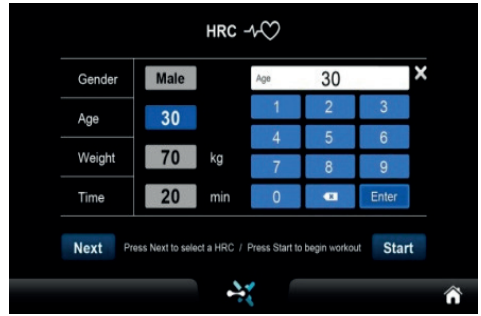 HRC
Gender Male
Age 30
Weight 70 kg
Time 20 min
Age 30
1 2 3
4 5 6
7 8 9
0 Enter
Next Press Next to select a HRC / Press Start to begin workout Start